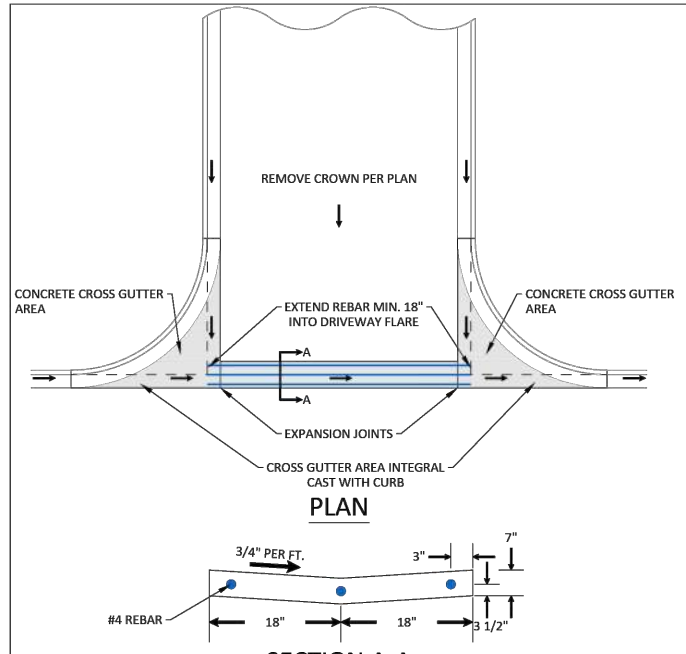 REMOVE CROWN PER PLAN
CONCRETE CROSS GUTTER
AREA
EXTEND REBAR MIN. 18"
INTO DRIVEWAY FLARE
CONCRETE CROSS GUTTER
AREA
A
A
EXPANSION JOINTS
CROSS GUTTER AREA INTEGRAL
CAST WITH CURB
PLAN
3/4" PER FT.
3"
7"
#4 REBAR
18"
18"
3 1/2"
SECTION A-A